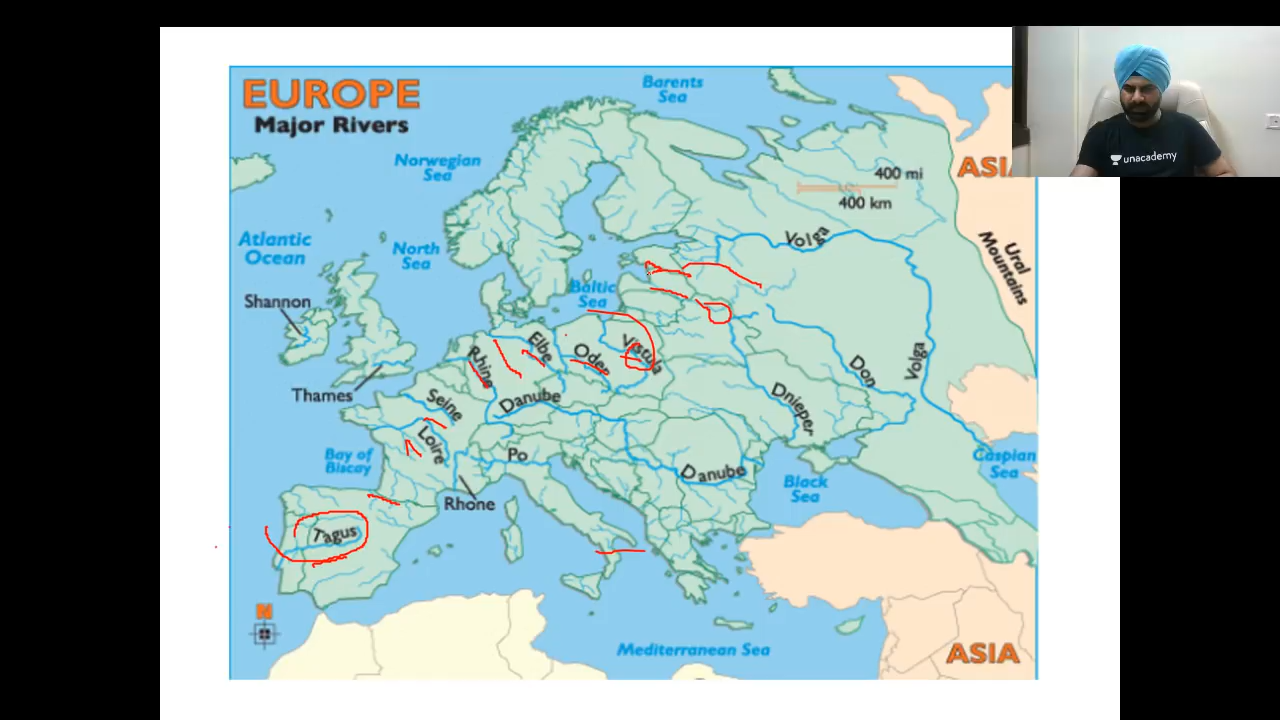 EUROPE
Major Rivers
Barents
Sea
Norwegian
Sea
400 mi
400 km
ASIA
Ural
Mountains
Atlantic
Ocean
North
Sea
Volga
Shannon
Baltic
Sea
Thames
Rhine
Elbe
Oder
Vistula
Don
Volga
Seine
Danube
Dnieper
Loire
Bay of
Biscay
Po
Danube
Caspian
Sea
Black
Sea
Rhone
Tagus
N
Mediterranean Sea
ASIA
unacademy